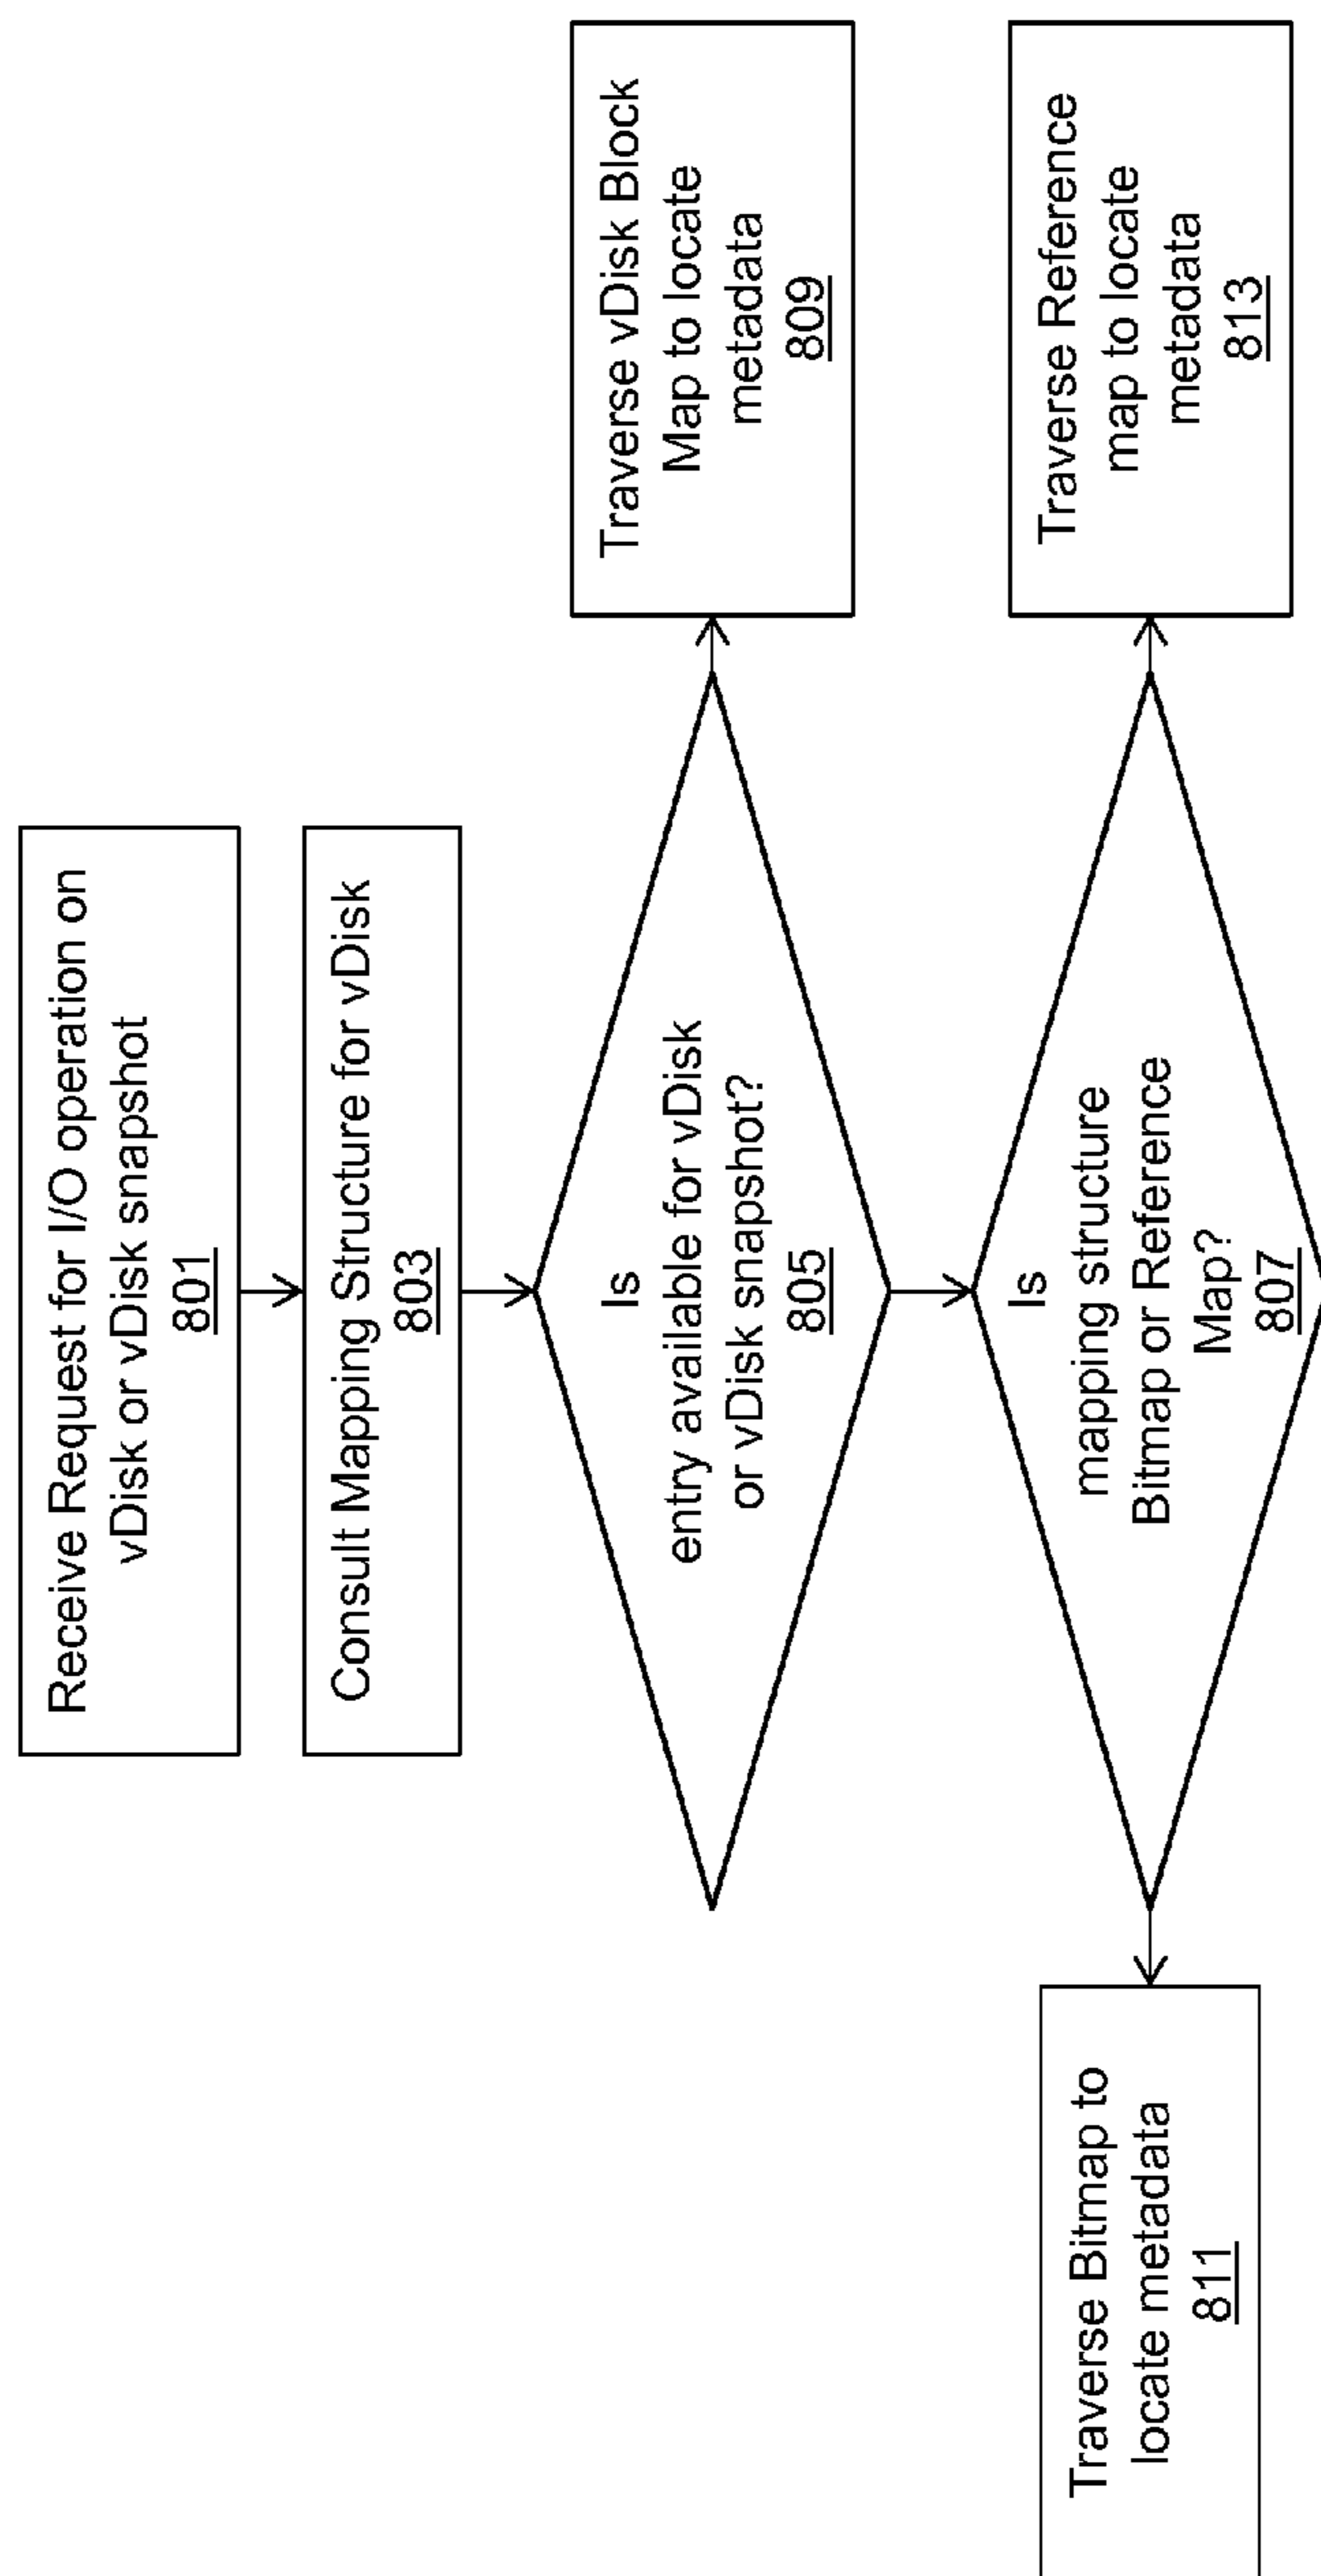 Receive Request for I/O operation on
vDisk or vDisk snapshot
801
Consult Mapping Structure for vDisk
803
Is
entry available for vDisk
or vDisk snapshot?
805
Traverse vDisk Block
Map to locate
metadata
809
Is
mapping structure
Bitmap or Reference
Map?
807
Traverse Bitmap to
locate metadata
811
Traverse Reference
map to locate
metadata
813